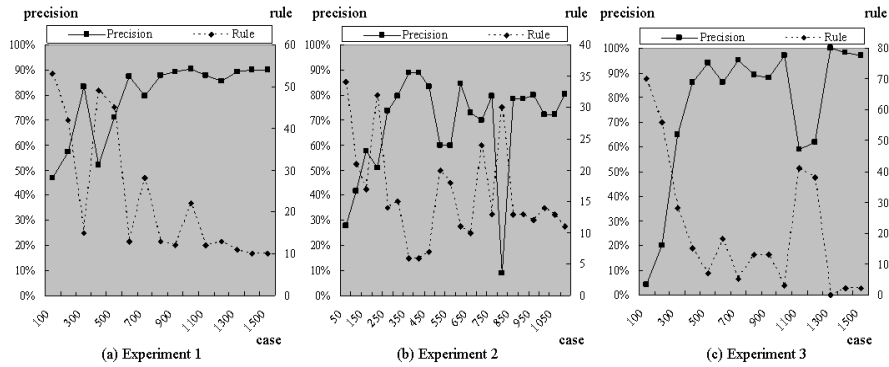 precision rule
Precision Rule
100% 60
90%
80% 50
70% 40
60%
50% 30
40%
30% 20
20% 10
10%
0% 0
100 300 500 700 900 1100 1300 1500
case
(a) Experiment 1
precision rule
Precision Rule
100% 40
90% 35
80% 30
70%
60% 25
50% 20
40% 15
30%
20% 10
10% 5
0% 0
50 150 250 350 450 550 650 750 850 950 1050
case
(b) Experiment 2
precision rule
Precision Rule
100% 80
90% 70
80% 60
70%
60% 50
50% 40
40% 30
30%
20% 20
10% 10
0% 0
100 300 500 700 900 1100 1300 1500
case
(c) Experiment 3